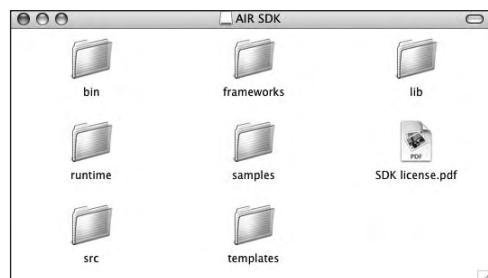 AIR SDK
bin
frameworks
lib
runtime
samples
PDF
SDK license.pdf
src
templates